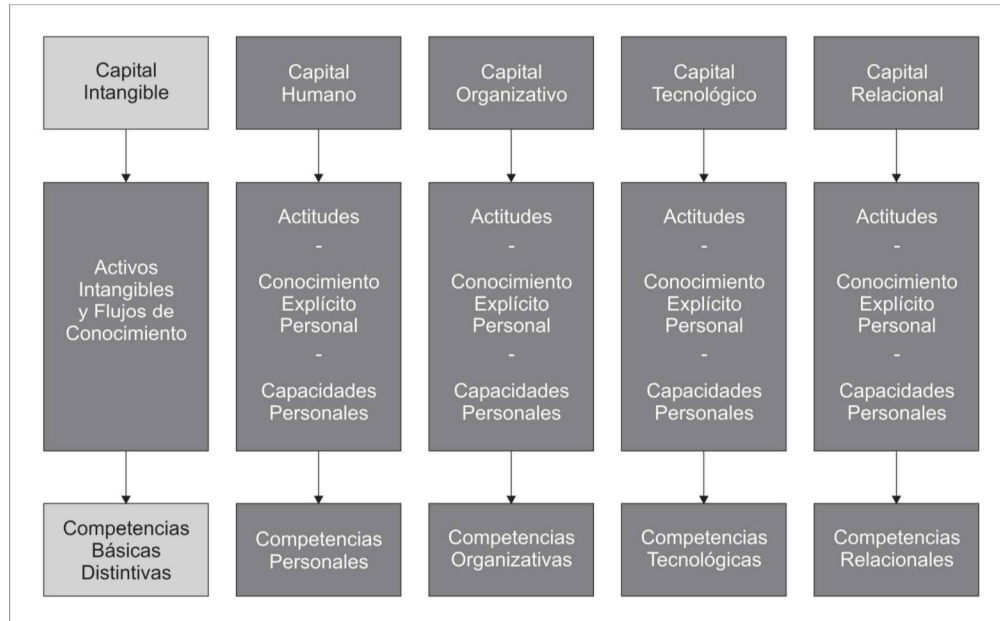 Capital
Intangible
Capital
Humano
Capital
Organizativo
Capital
Tecnológico
Capital
Relacional
Activos
Intangibles
y Flujos de
Conocimiento
Actitudes
-
Conocimiento
Explícito
Personal
-
Capacidades
Personales
Actitudes
-
Conocimiento
Explícito
Personal
-
Capacidades
Personales
Actitudes
-
Conocimiento
Explícito
Personal
-
Capacidades
Personales
Actitudes
-
Conocimiento
Explícito
Personal
-
Capacidades
Personales
Competencias
Básicas
Distintivas
Competencias
Personales
Competencias
Organizativas
Competencias
Tecnológicas
Competencias
Relacionales